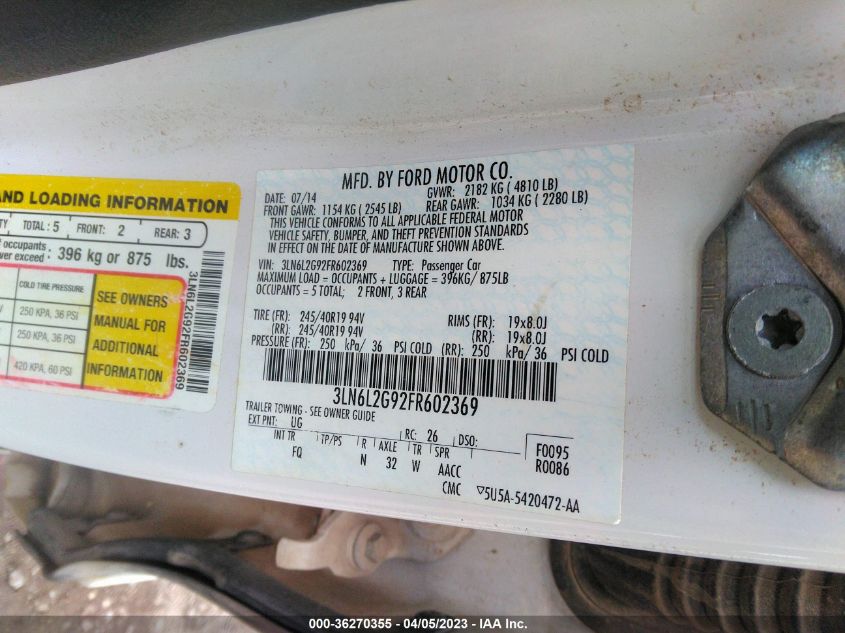 AND LOADING INFORMATION
TOTAL: 5 FRONT: 2 REAR: 3
occupants
396 kg or 875 lbs.
COLD TIRE PRESSURE
250 KPA, 36 PSI
250 KPA, 36 PSI
420 KPA, 60 PSI
SEE OWNERS
MANUAL FOR
ADDITIONAL
INFORMATION
3LN6L2G92FR602369
MFD. BY FORD MOTOR CO.
DATE: 07/14 GVWR: 2182 KG ( 4810 LB)
FRONT GAWR: 1154 KG ( 2545 LB) REAR GAWR: 1034 KG ( 2280 LB)
THIS VEHICLE CONFORMS TO ALL APPLICABLE FEDERAL MOTOR
VEHICLE SAFETY, BUMPER, AND THEFT PREVENTION STANDARDS
IN EFFECT ON THE DATE OF MANUFACTURE SHOWN ABOVE.
VIN: 3LN6L2G92FR602369 TYPE: Passenger Car
MAXIMUM LOAD = OCCUPANTS + LUGGAGE = 396KG/ 875LB
OCCUPANTS = 5 TOTAL; 2 FRONT, 3 REAR
TIRE (FR): 245/40R19 94V RIMS (FR): 19x8.0J
(RR): 245/40R19 94V (RR): 19x8.0J
PRESSURE (FR): 250 kPa/ 36 PSI COLD (RR): 250 kPa/ 36 PSI COLD
3LN6L2G92FR602369
TRAILER TOWING - SEE OWNER GUIDE
EXT PNT: UG RC: 26 DSO: F0095
INT TR TP/PS R AXLE TR SPR R0086
FQ N 32 W AACC
CMC ▽5U5A-5420472-AA
000-36270355 - 04/05/2023 - IAA Inc.